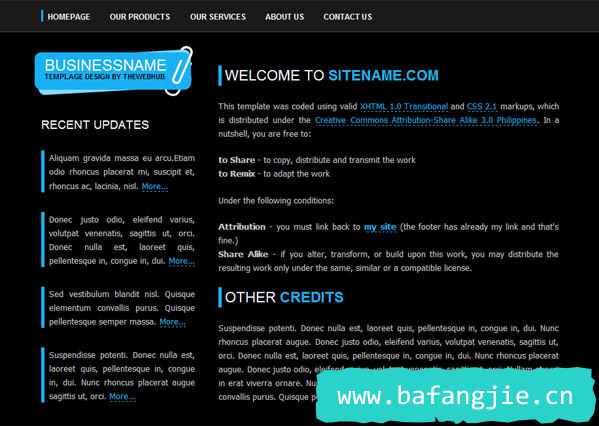 HOMEPAGE OUR PRODUCTS OUR SERVICES ABOUT US CONTACT US
BUSINESSNAME
TEMPLAGE DESIGN BY THEWEBHUB
RECENT UPDATES
Aliquam gravida massa eu arcu.Etiam
odio rhoncus placerat mi, suscipit et,
rhoncus ac, lacinia, nisl. More...
Donec justo odio, eleifend varius,
volutpat venenatis, sagittis ut, orci.
Donec nulla est, laoreet quis,
pellentesque in, congue in, dui. More...
Sed vestibulum blandit nisl. Quisque
elementum convallis purus. Quisque
pellentesque semper massa. More...
Suspendisse potenti. Donec nulla est,
laoreet quis, pellentesque in, congue
in, dui. Nunc rhoncus placerat augue
sagittis ut, orci. More...
WELCOME TO SITENAME.COM
This template was coded using valid XHTML 1.0 Transitional and CSS 2.1 markups, which
is distributed under the Creative Commons Attribution-Share Alike 3.0 Philippines. In a
nutshell, you are free to:
to Share - to copy, distribute and transmit the work
to Remix - to adapt the work
Under the following conditions:
Attribution - you must link back to my site (the footer has already my link and that's
fine.)
Share Alike - if you alter, transform, or build upon this work, you may distribute the
resulting work only under the same, similar or a compatible license.
OTHER CREDITS
Suspendisse potenti. Donec nulla est, laoreet quis, pellentesque in, congue in, dui. Nunc
rhoncus placerat augue. Donec justo odio, eleifend varius, volutpat venenatis, sagittis ut,
orci. Donec nulla est, laoreet quis, pellentesque in, congue in, dui. Nunc rhoncus placerat
augue. Donec justo odio,
in erat viverra ornare.
convallis purus. Quisque
www.bafangjie.cn